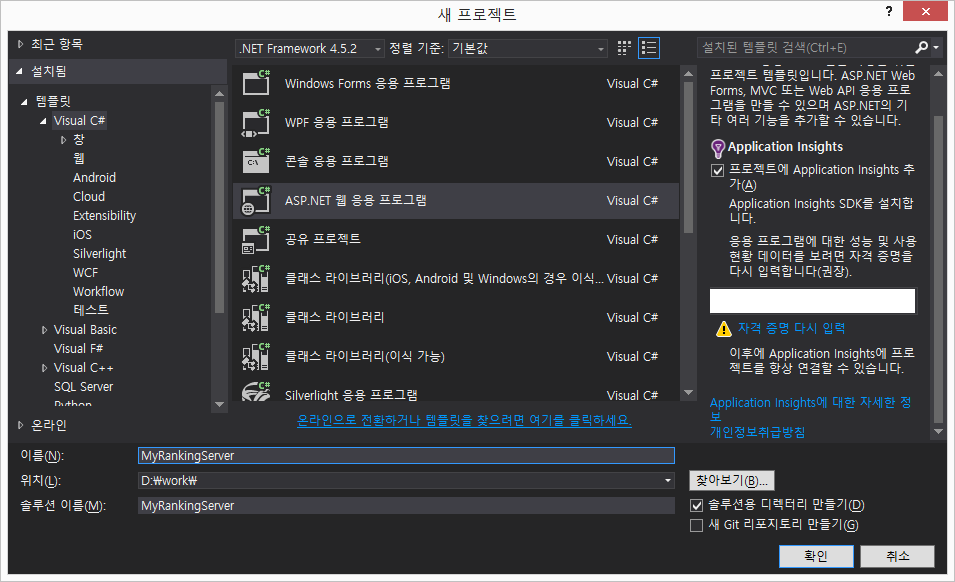 새 프로젝트
?
최근 항목
설치됨
템플릿
Visual C#
창
웹
Android
Cloud
Extensibility
iOS
Silverlight
WCF
Workflow
테스트
Visual Basic
Visual F#
Visual C++
SQL Server
Python
온라인
.NET Framework 4.5.2
정렬 기준: 기본값
Windows Forms 응용 프로그램 Visual C#
WPF 응용 프로그램 Visual C#
콘솔 응용 프로그램 Visual C#
ASP.NET 웹 응용 프로그램 Visual C#
공유 프로젝트 Visual C#
클래스 라이브러리(iOS, Android 및 Windows의 경우 이식... Visual C#
클래스 라이브러리 Visual C#
클래스 라이브러리(이식 가능) Visual C#
Silverlight 응용 프로그램 Visual C#
온라인으로 전환하거나 템플릿을 찾으려면 여기를 클릭하세요.
설치된 템플릿 검색(Ctrl+E)
프로젝트 템플릿입니다. ASP.NET Web
Forms, MVC 또는 Web API 응용 프로
그램을 만들 수 있으며 ASP.NET의 기
타 여러 기능을 추가할 수 있습니다.
Application Insights
프로젝트에 Application Insights 추
가(A)
Application Insights SDK를 설치합
니다.
응용 프로그램에 대한 성능 및 사용
현황 데이터를 보려면 자격 증명을
다시 입력합니다(권장).
자격 증명 다시 입력
이후에 Application Insights에 프로
젝트를 항상 연결할 수 있습니다.
Application Insights에 대한 자세한 정
보
개인정보취급방침
이름(N): MyRankingServer
위치(L): D:₩work₩
찾아보기(B)...
솔루션 이름(M): MyRankingServer
솔루션용 디렉터리 만들기(D)
새 Git 리포지토리 만들기(G)
확인
취소